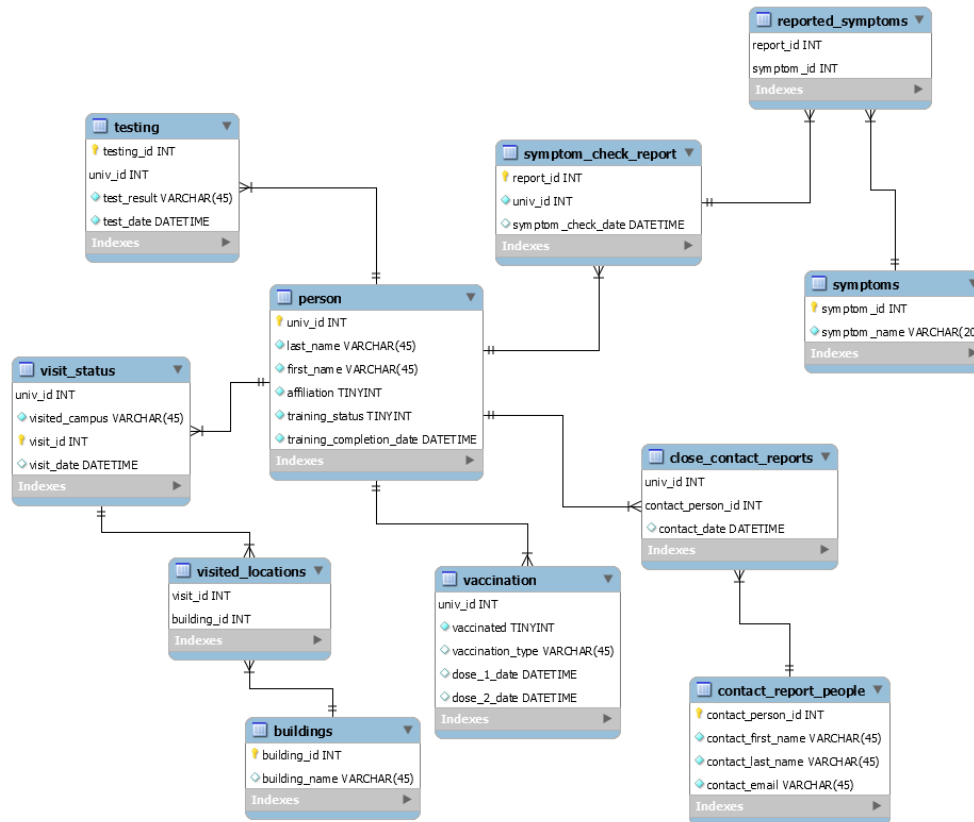 reported_symptoms
report_id INT
symptom_id INT
Indexes
testing
testing_id INT
univ_id INT
test_result VARCHAR(45)
test_date DATETIME
Indexes
symptom_check_report
report_id INT
univ_id INT
symptom_check_date DATETIME
Indexes
symptoms
symptom_id INT
symptom_name VARCHAR(20
Indexes
person
univ_id INT
last_name VARCHAR(45)
first_name VARCHAR(45)
affiliation TINYINT
training_status TINYINT
training_completion_date DATETIME
Indexes
visit_status
univ_id INT
visited_campus VARCHAR(45)
visit_id INT
visit_date DATETIME
Indexes
close_contact_reports
univ_id INT
contact_person_id INT
contact_date DATETIME
Indexes
visited_locations
visit_id INT
building_id INT
Indexes
vaccination
univ_id INT
vaccinated TINYINT
vaccination_type VARCHAR(45)
dose_1_date DATETIME
dose_2_date DATETIME
Indexes
contact_report_people
contact_person_id INT
contact_first_name VARCHAR(45)
contact_last_name VARCHAR(45)
contact_email VARCHAR(45)
Indexes
buildings
building_id INT
building_name VARCHAR(45)
Indexes